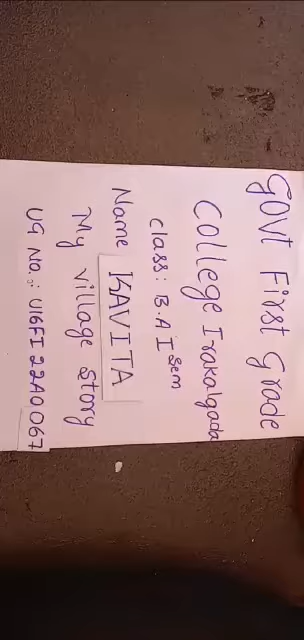 Govt First Grade
College Irakalgada
class: B.A I Sem
Name KAVITA
My village story
UG No.: U16FI22A0067